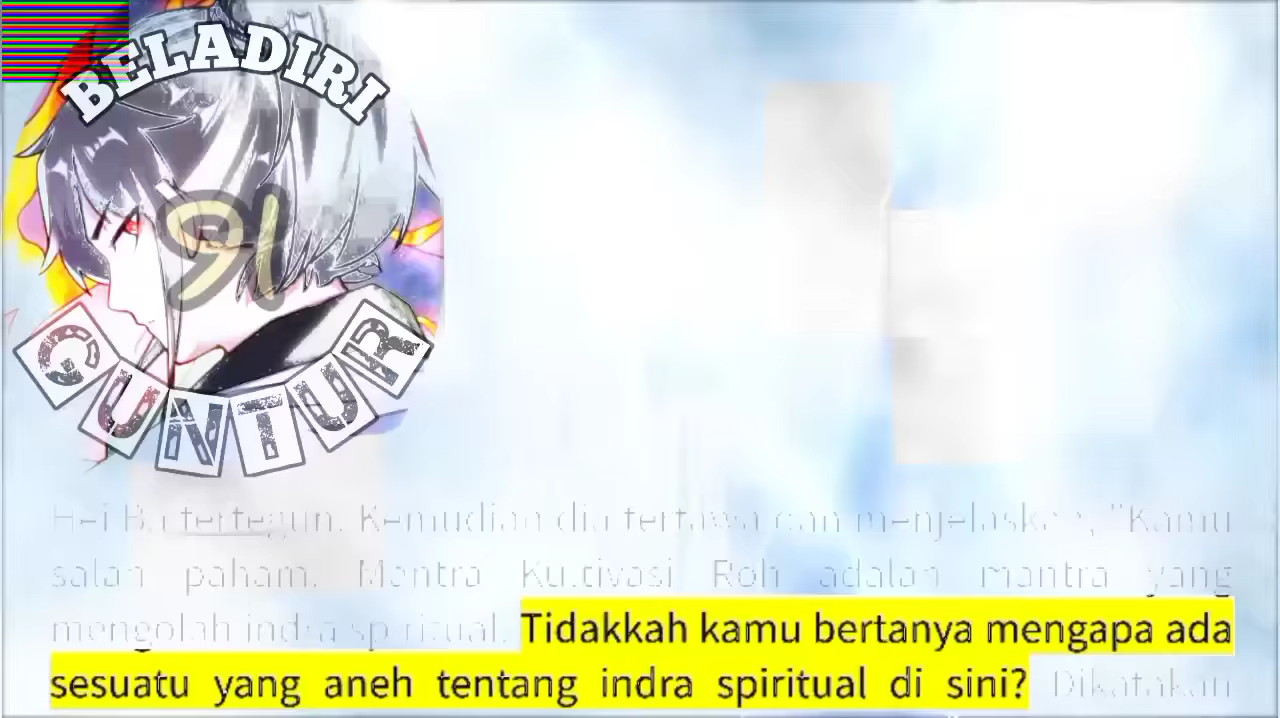 BELADIRI
GUNTUR
Hei Bu tertegun. Kemudian dia tertawa dan menjelaskan, "Kamu
salah paham. Mantra Kultivasi Roh adalah mantra yang
mengolah indra spiritual. Tidakkah kamu bertanya mengapa ada
sesuatu yang aneh tentang indra spiritual di sini? Dikatakan